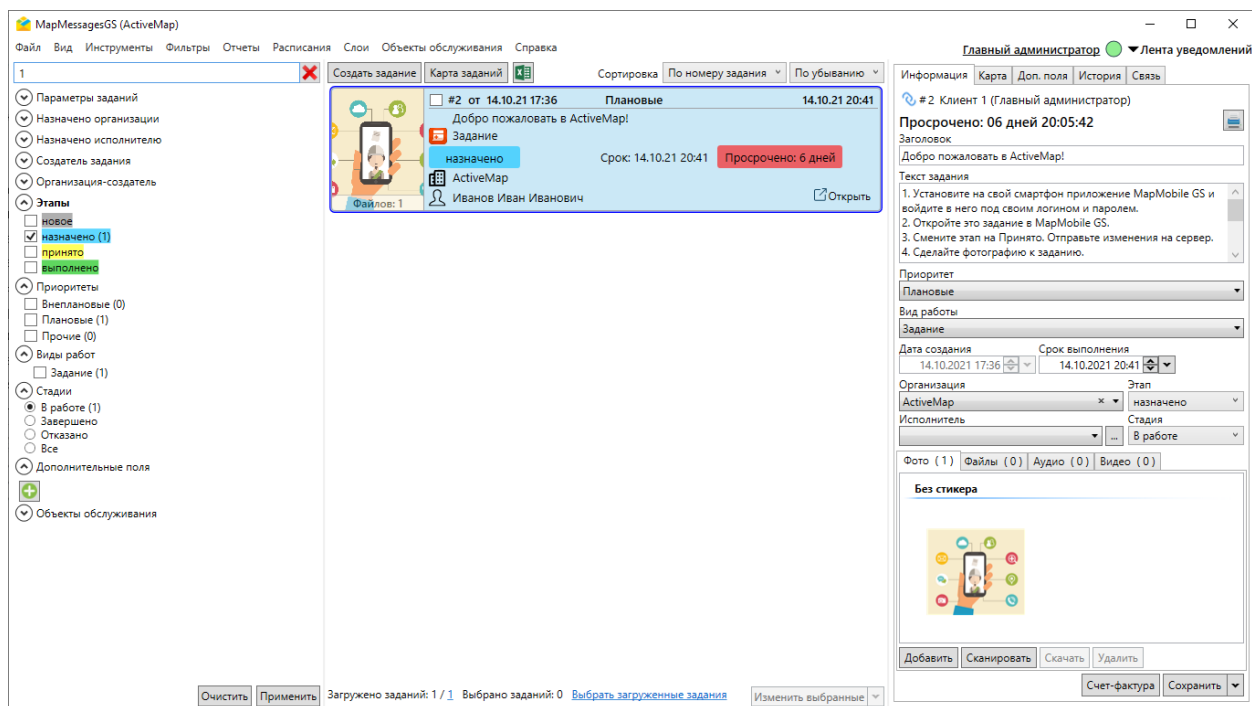 MapMessagesGS (ActiveMap)
Файл Вид Инструменты Фильтры Отчеты Расписания Слои Объекты обслуживания Справка
Главный администратор Лента уведомлений
1
Параметры заданий
Назначено организации
Назначено исполнителю
Создатель задания
Организация-создатель
Этапы
новое
назначено (1)
принято
выполнено
Приоритеты
Внеплановые (0)
Плановые (1)
Прочие (0)
Виды работ
Задание (1)
Стадии
В работе (1)
Завершено
Отказано
Все
Дополнительные поля
Объекты обслуживания
Очистить Применить
Создать задание Карта заданий Сортировка По номеру задания По убыванию
#2 от 14.10.21 17:36 Плановые 14.10.21 20:41
Добро пожаловать в ActiveMap!
Задание
назначено Срок: 14.10.21 20:41 Просрочено: 6 дней
ActiveMap
Файлов: 1 Иванов Иван Иванович Открыть
Загружено заданий: 1 / 1 Выбрано заданий: 0 Выбрать загруженные задания Изменить выбранные
Информация Карта Доп. поля История Связь
#2 Клиент 1 (Главный администратор)
Просрочено: 06 дней 20:05:42
Заголовок
Добро пожаловать в ActiveMap!
Текст задания
1. Установите на свой смартфон приложение MapMobile GS и
войдите в него под своим логином и паролем.
2. Откройте это задание в MapMobile GS.
3. Смените этап на Принято. Отправьте изменения на сервер.
4. Сделайте фотографию к заданию.
Приоритет
Плановые
Вид работы
Задание
Дата создания Срок выполнения
14.10.2021 17:36 14.10.2021 20:41
Организация Этап
ActiveMap назначено
Исполнитель Стадия
... В работе
Фото (1) Файлы (0) Аудио (0) Видео (0)
Без стикера
Добавить Сканировать Скачать Удалить
Счет-фактура Сохранить